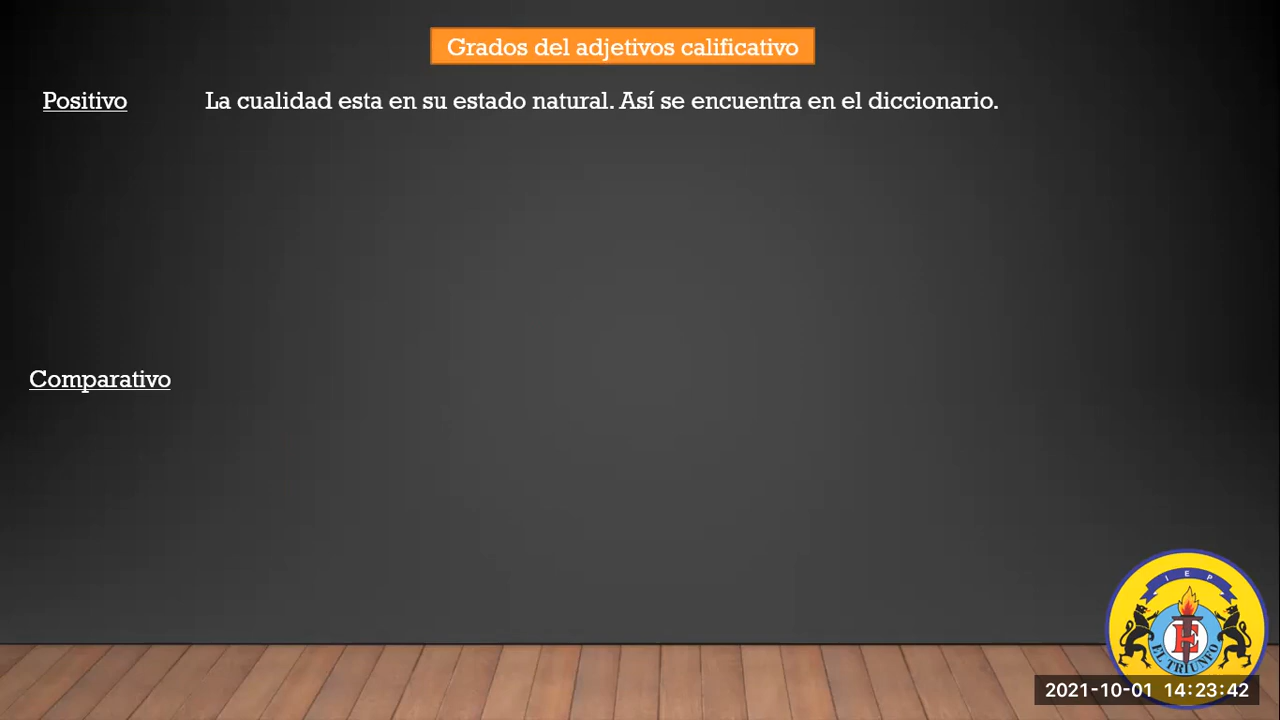 Grados del adjetivos calificativo
Positivo La cualidad esta en su estado natural. Así se encuentra en el diccionario.
Comparativo
I E P
E
EL TRIUNFO
2021-10-01 14:23:42